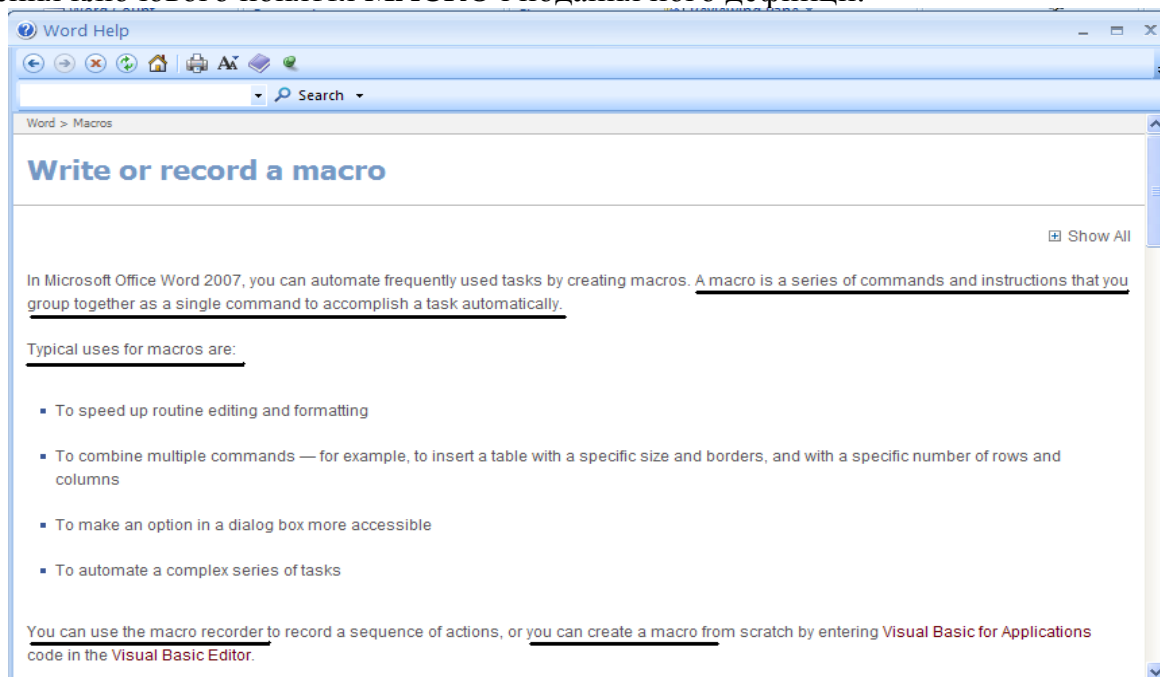 ключового поняття MACRO і подання його дефініції.
Word Help
Search
Word > Macros
Write or record a macro
Show All
In Microsoft Office Word 2007, you can automate frequently used tasks by creating macros. A macro is a series of commands and instructions that you
group together as a single command to accomplish a task automatically.
Typical uses for macros are:
To speed up routine editing and formatting
To combine multiple commands — for example, to insert a table with a specific size and borders, and with a specific number of rows and
columns
To make an option in a dialog box more accessible
To automate a complex series of tasks
You can use the macro recorder to record a sequence of actions, or you can create a macro from scratch by entering Visual Basic for Applications
code in the Visual Basic Editor.